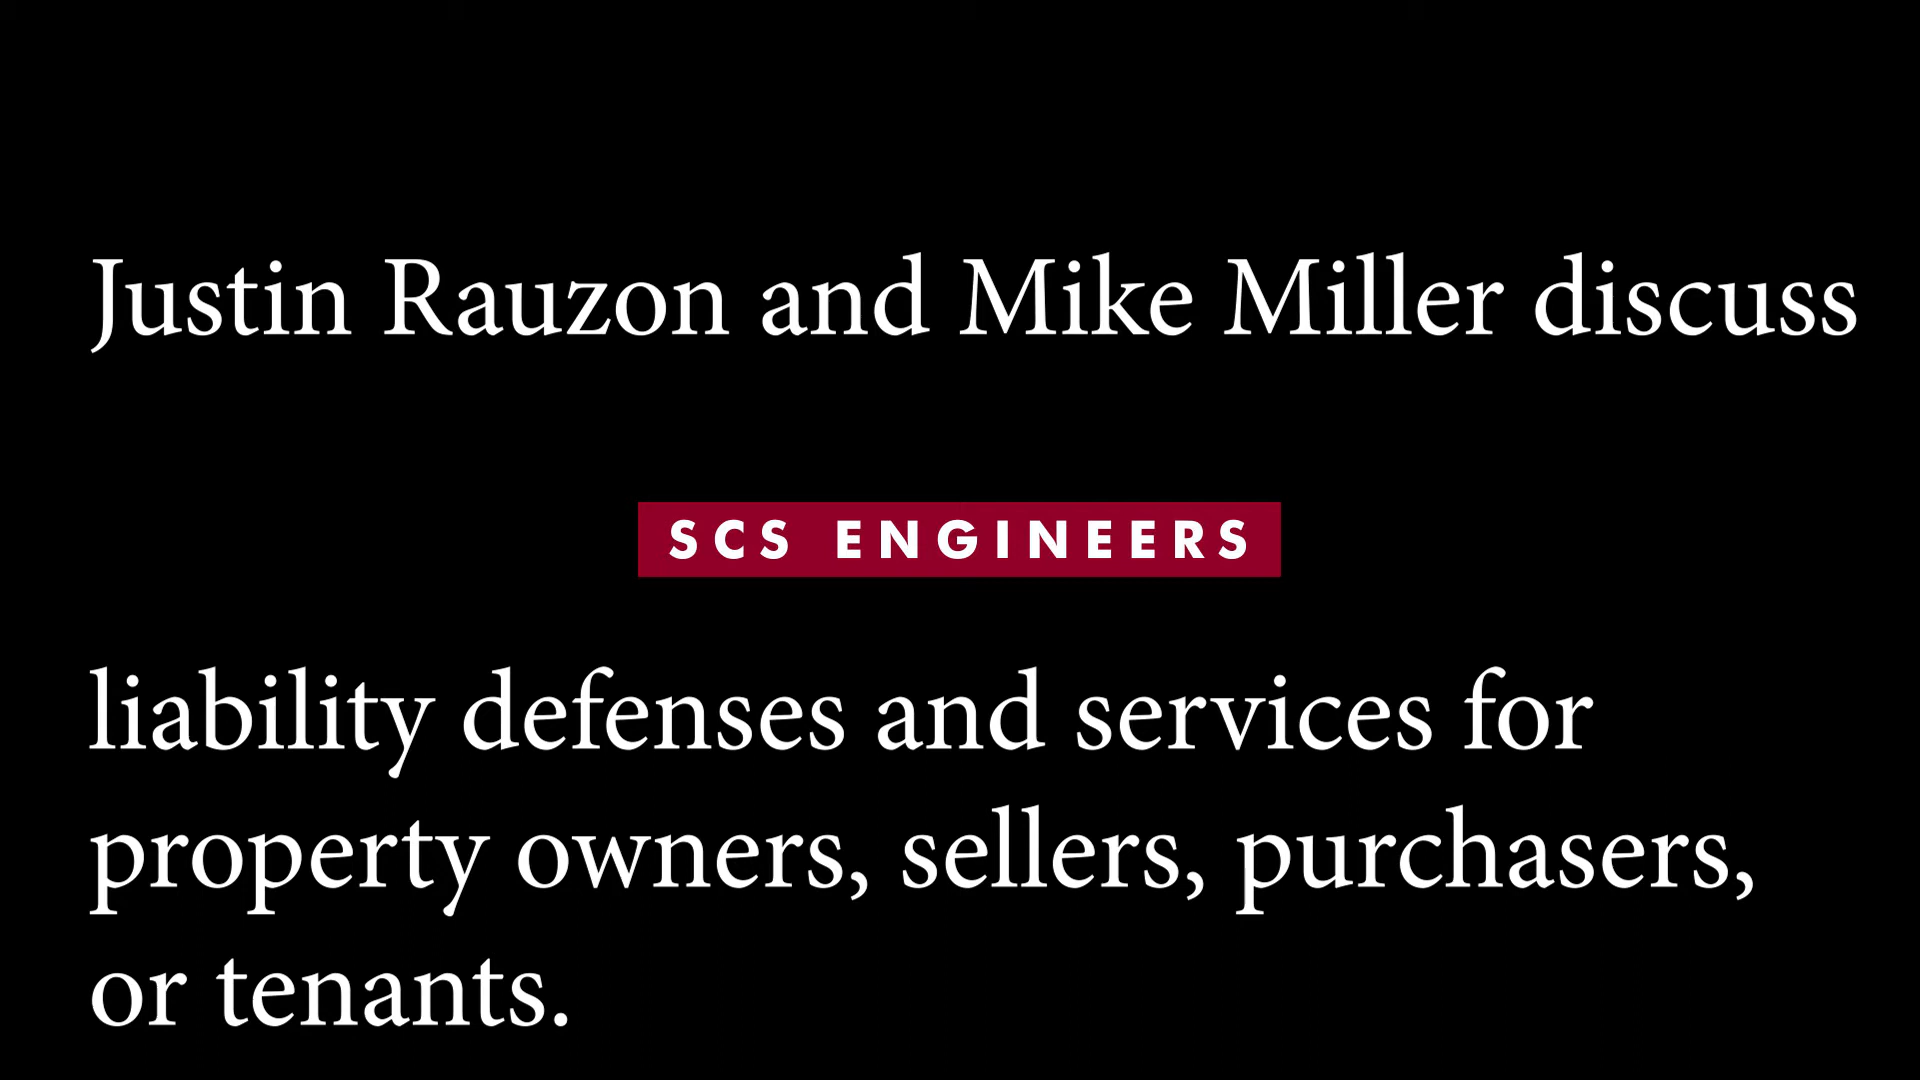 Justin Rauzon and Mike Miller discuss
SCS ENGINEERS
liability defenses and services for
property owners, sellers, purchasers,
or tenants.